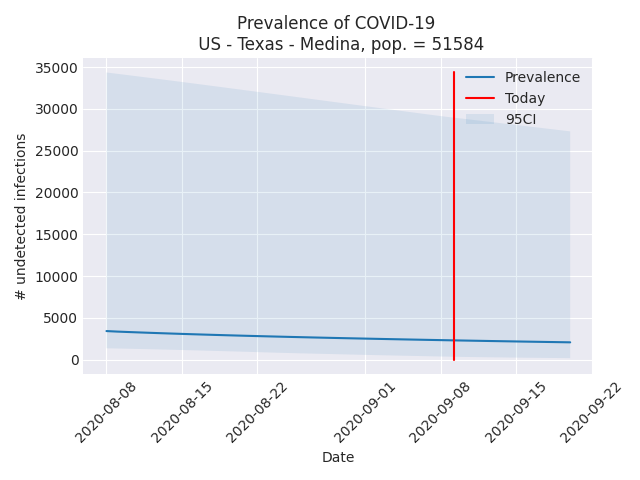 Prevalence of COVID-19
US - Texas - Medina, pop. = 51584
Prevalence
Today
95CI
# undetected infections
35000
30000
25000
20000
15000
10000
5000
0
2020-08-08
2020-08-15
2020-08-22
2020-09-01
2020-09-08
2020-09-15
2020-09-22
Date